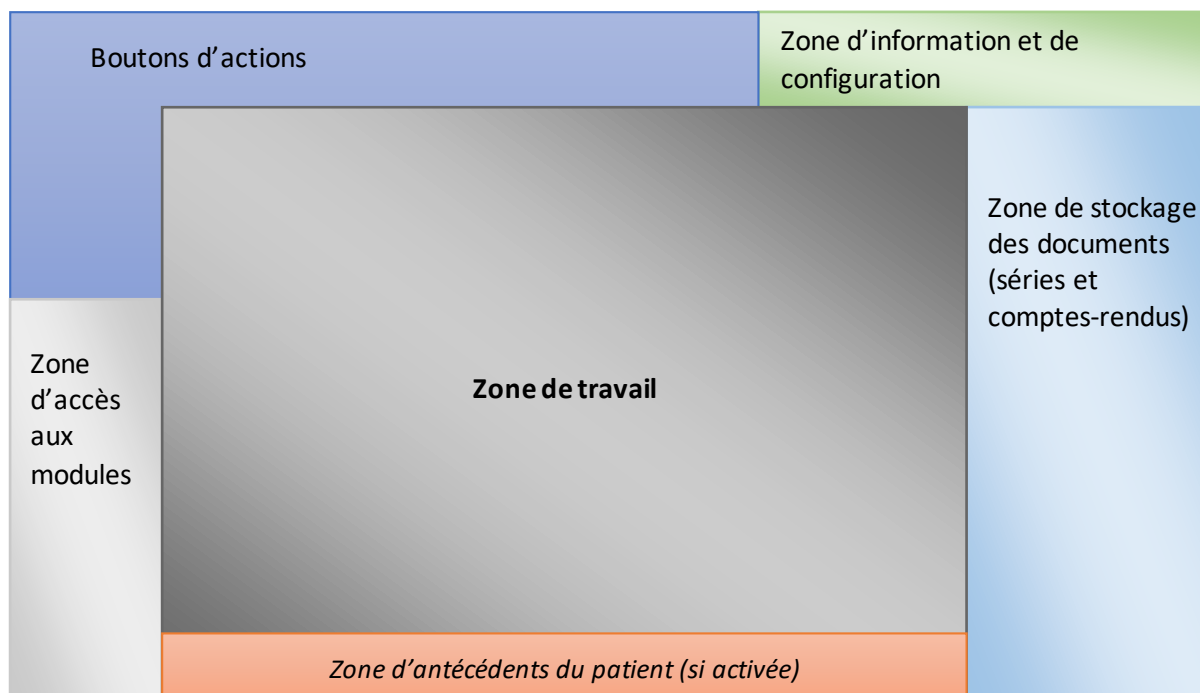 Boutons d’actions
Zone d’information et de
configuration
Zone de stockage
des documents
(séries et
comptes-rendus)
Zone
d’accès
aux
modules
Zone de travail
Zone d’antécédents du patient (si activée)